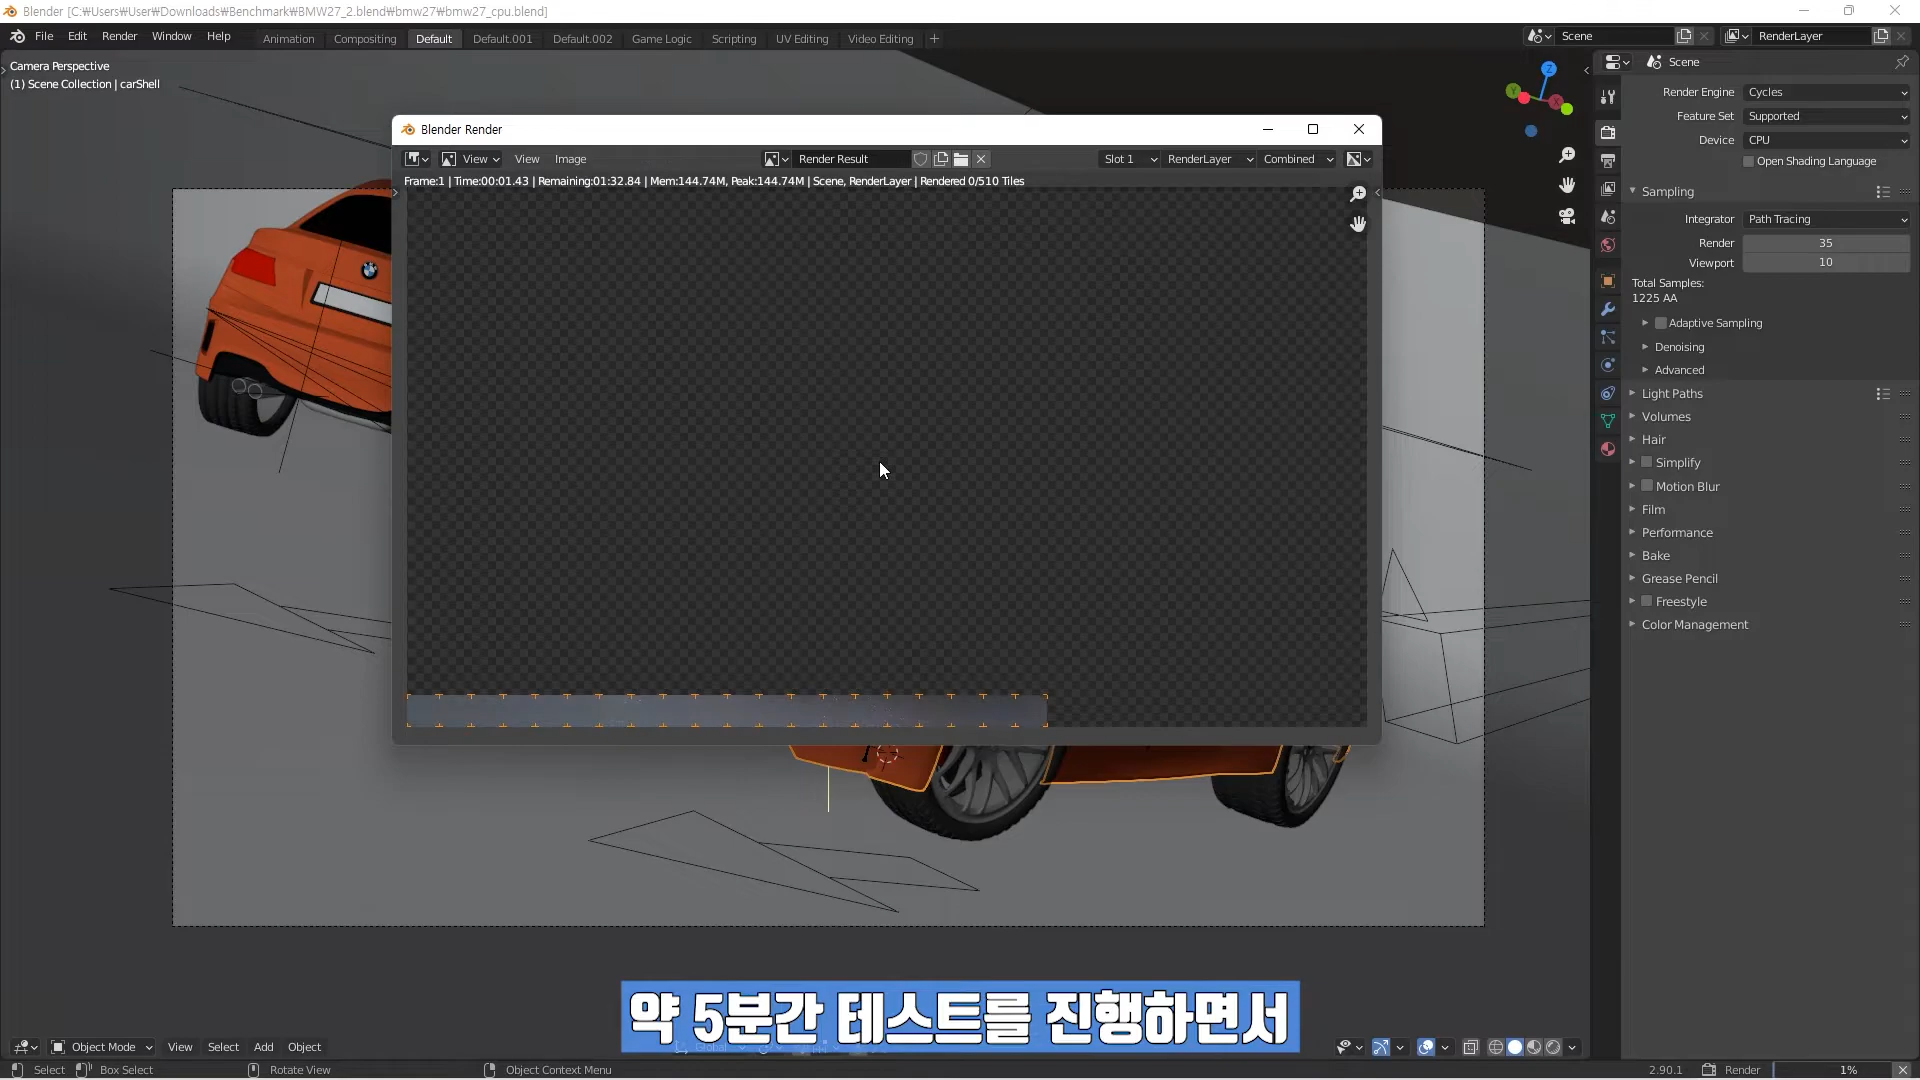 Blender [C:₩Users₩User₩Downloads₩Benchmark₩BMW27_2.blend₩bmw27₩bmw27_cpu.blend]
File Edit Render Window Help Animation Compositing Default Default.001 Default.002 Game Logic Scripting UV Editing Video Editing + Scene RenderLayer
Camera Perspective
(1) Scene Collection | carShell
Scene
Render Engine Cycles
Feature Set Supported
Device CPU
Open Shading Language
Sampling
Integrator Path Tracing
Render 35
Viewport 10
Total Samples:
1225 AA
Adaptive Sampling
Denoising
Advanced
Light Paths
Volumes
Hair
Simplify
Motion Blur
Film
Performance
Bake
Grease Pencil
Freestyle
Color Management
Blender Render
View View Image Render Result Slot 1 RenderLayer Combined
Frame:1 | Time:00:01.43 | Remaining:01:32.84 | Mem:144.74M, Peak:144.74M | Scene, RenderLayer | Rendered 0/510 Tiles
약 5분간 테스트를 진행하면서
Object Mode View Select Add Object Global
Select Box Select Rotate View Object Context Menu 2.90.1 Render 1%